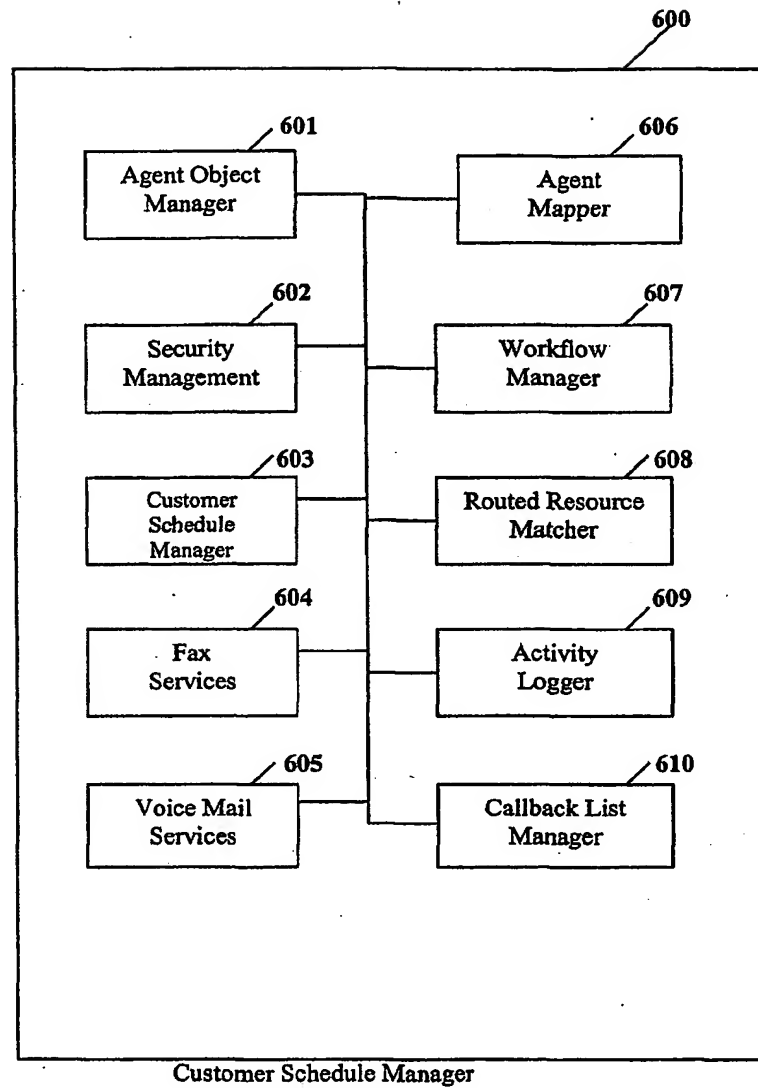 600
601
Agent Object
Manager
606
Agent
Mapper
602
Security
Management
607
Workflow
Manager
603
Customer
Schedule
Manager
608
Routed Resource
Matcher
604
Fax
Services
609
Activity
Logger
605
Voice Mail
Services
610
Callback List
Manager
Customer Schedule Manager